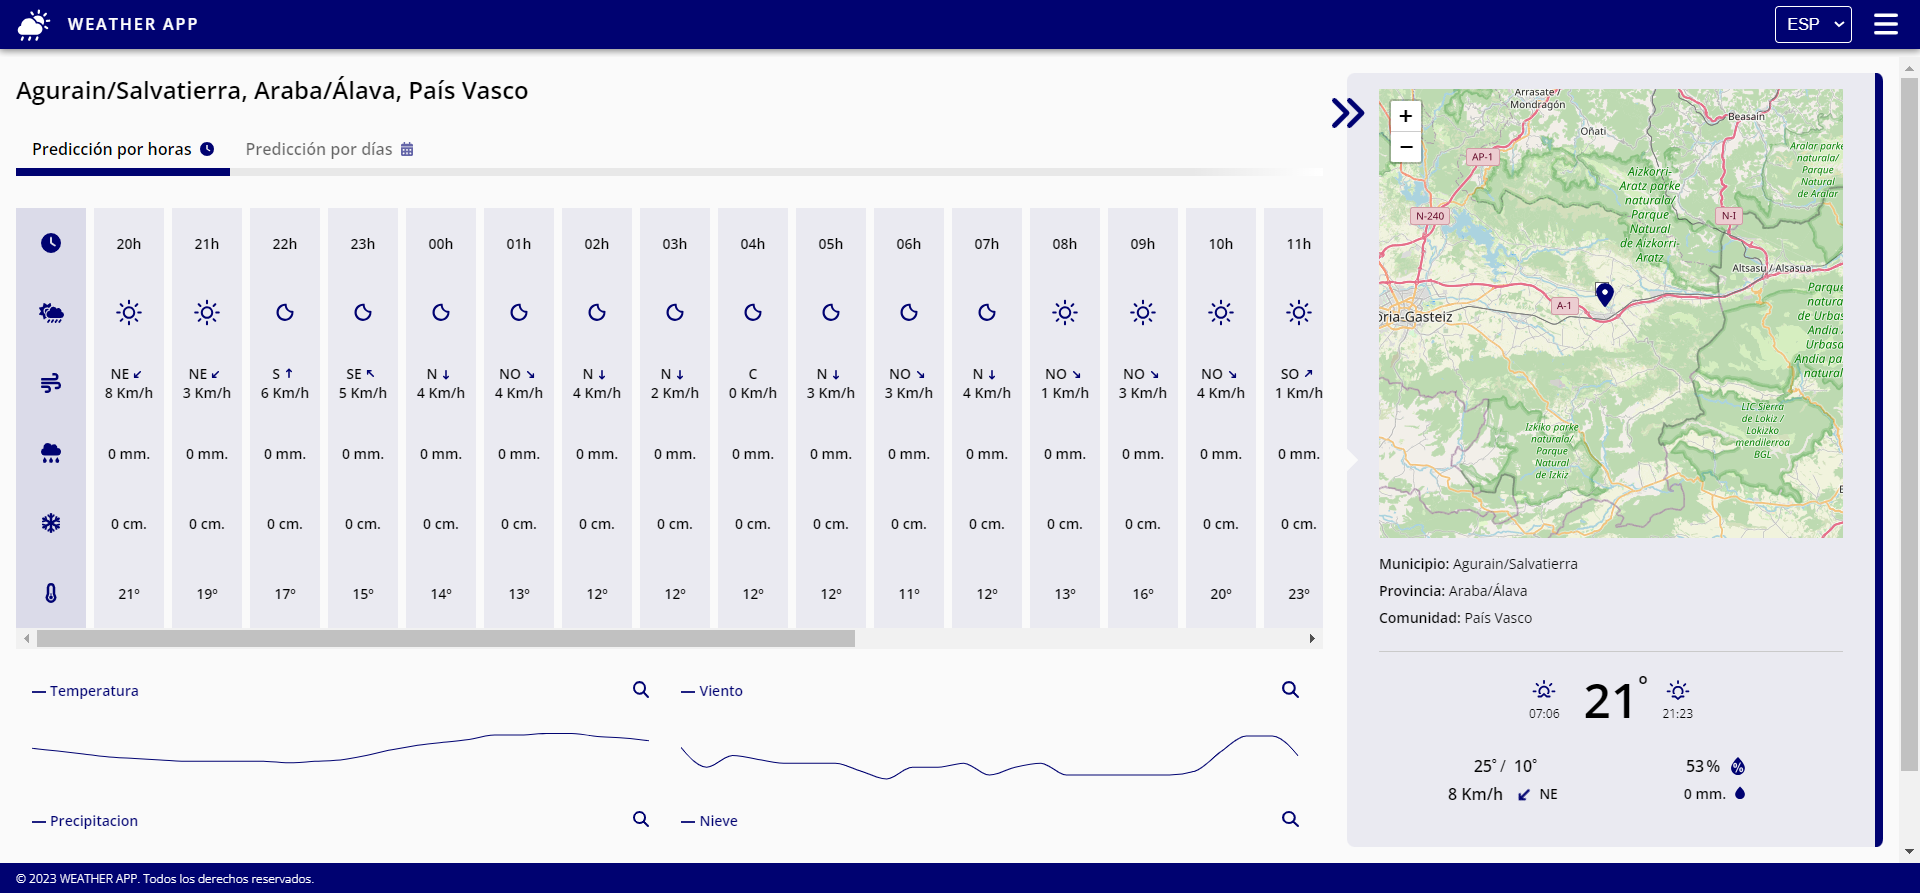 WEATHER APP
ESP
Agurain/Salvatierra, Araba/Álava, País Vasco
Predicción por horas
Predicción por días
20h 21h 22h 23h 00h 01h 02h 03h 04h 05h 06h 07h 08h 09h 10h 11h
NE NE S SE N NO N N C N NO N NO NO NO SO
8 Km/h 3 Km/h 6 Km/h 5 Km/h 4 Km/h 4 Km/h 4 Km/h 2 Km/h 0 Km/h 3 Km/h 3 Km/h 4 Km/h 1 Km/h 3 Km/h 4 Km/h 1 Km/h
0 mm. 0 mm. 0 mm. 0 mm. 0 mm. 0 mm. 0 mm. 0 mm. 0 mm. 0 mm. 0 mm. 0 mm. 0 mm. 0 mm. 0 mm. 0 mm.
0 cm. 0 cm. 0 cm. 0 cm. 0 cm. 0 cm. 0 cm. 0 cm. 0 cm. 0 cm. 0 cm. 0 cm. 0 cm. 0 cm. 0 cm. 0 cm.
21º 19º 17º 15º 14º 13º 12º 12º 12º 12º 11º 12º 13º 16º 20º 23º
Temperatura
Viento
Precipitacion
Nieve
+
−
Arrasate/
Mondragón
Oñati
Beasain
AP-1
Aralar parke
naturala/
Parque
Natural
de Aralar
Aizkorri-
Aratz parke
naturala/
Parque
Natural
de Aizkorri-
Aratz
N-240
N-I
Altsasu / Alsasua
A-1
oria-Gasteiz
Parque
natura
de Urbas
Andia /
Urbasa
Andia pa
natural
LIC Sierra
de Lokiz /
Lokizko
mendilerroa
BGL
Izkiko parke
naturala/
Parque
Natural
de Izkiz
Municipio: Agurain/Salvatierra
Provincia: Araba/Álava
Comunidad: País Vasco
07:06
21°
21:23
25° / 10°
53 %
8 Km/h NE
0 mm.
© 2023 WEATHER APP. Todos los derechos reservados.